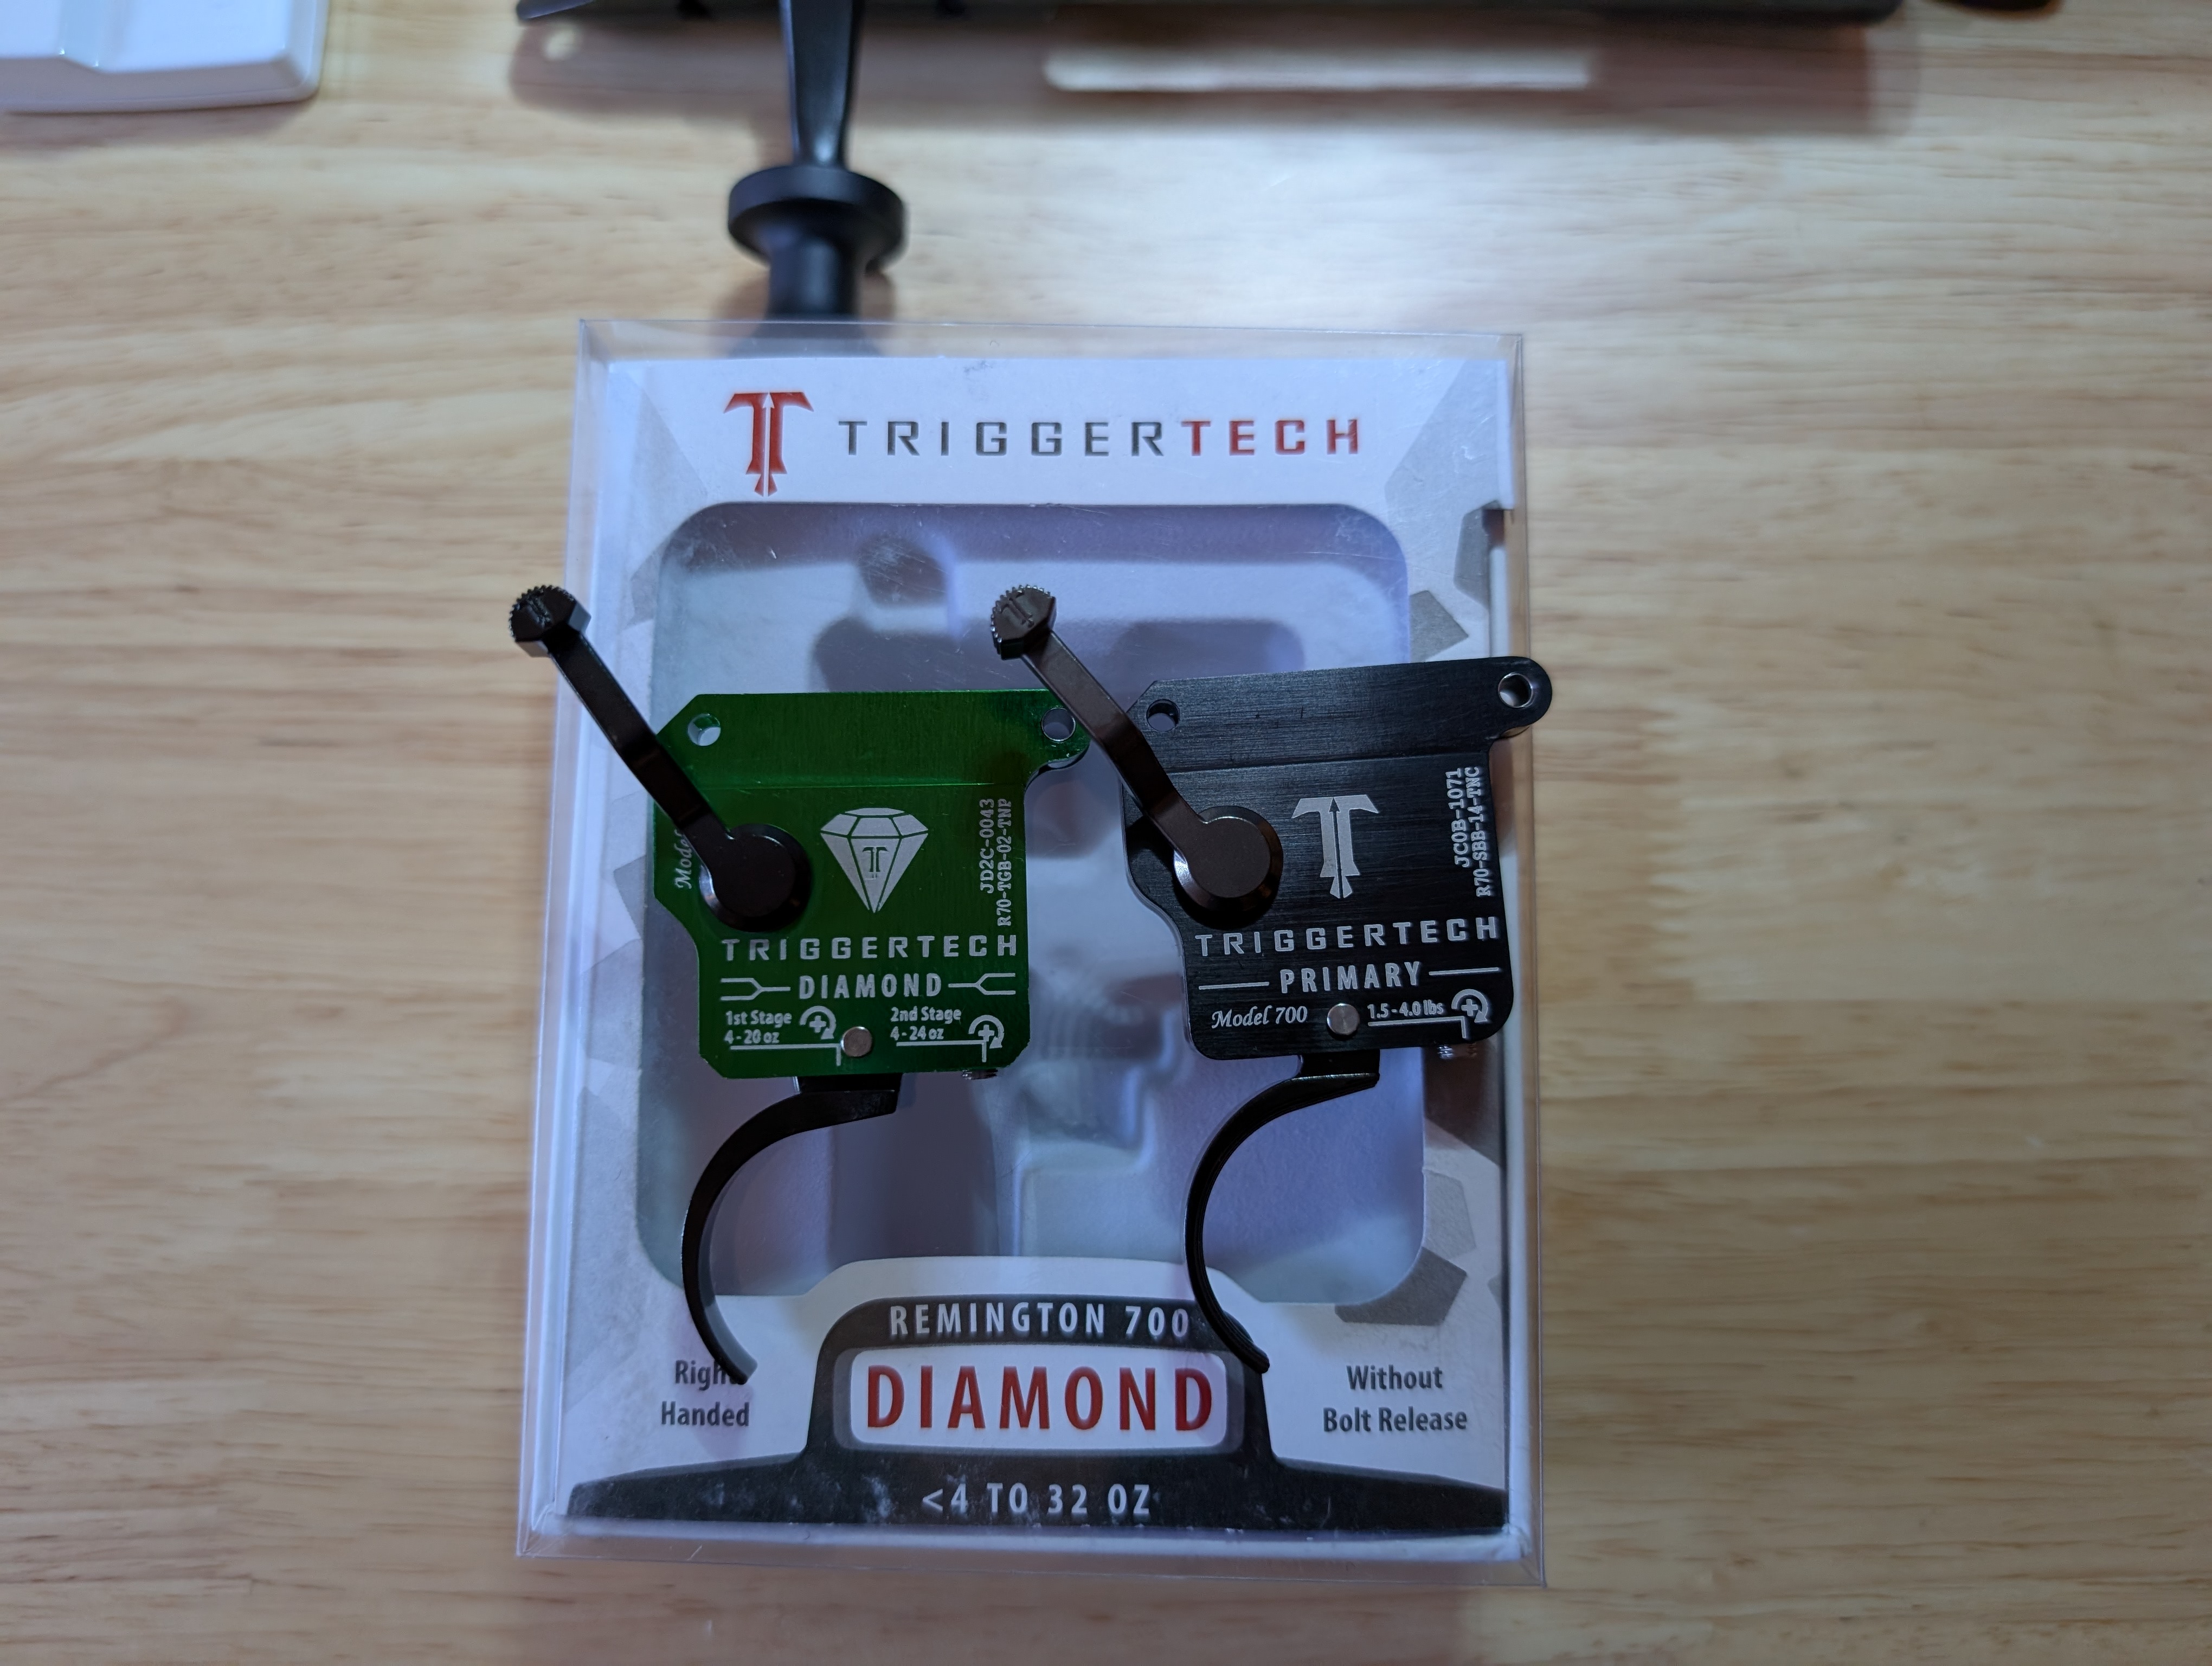 TRIGGERTECH
JD2C-0043
R70-TGB-02-TNP
TRIGGERTECH
DIAMOND
1st Stage
4-20 oz
2nd Stage
4-24 oz
JC0B-1071
R70-SBB-14-TNC
TRIGGERTECH
PRIMARY
Model 700
1.5-4.0 lbs
REMINGTON 700
DIAMOND
<4 TO 32 OZ
Handed
Without
Bolt Release